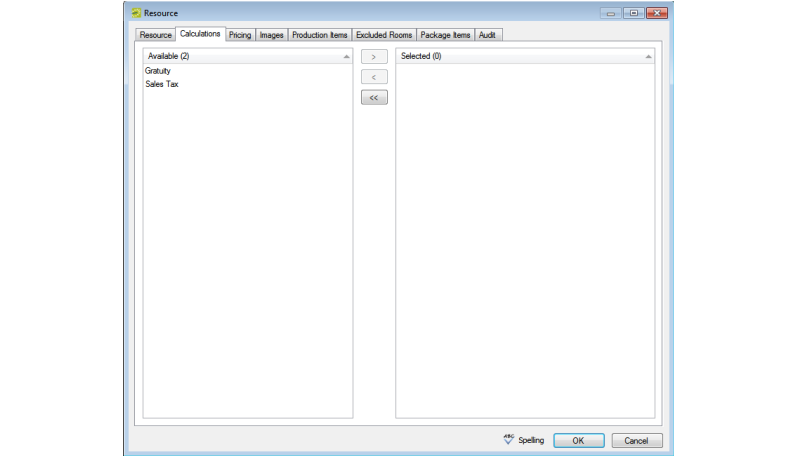 Resource
Resource Calculations Pricing Images Production Items Excluded Rooms Package Items Audit
Available (2) > Selected (0)
Gratuity <
Sales Tax
<<
ABC Spelling OK Cancel